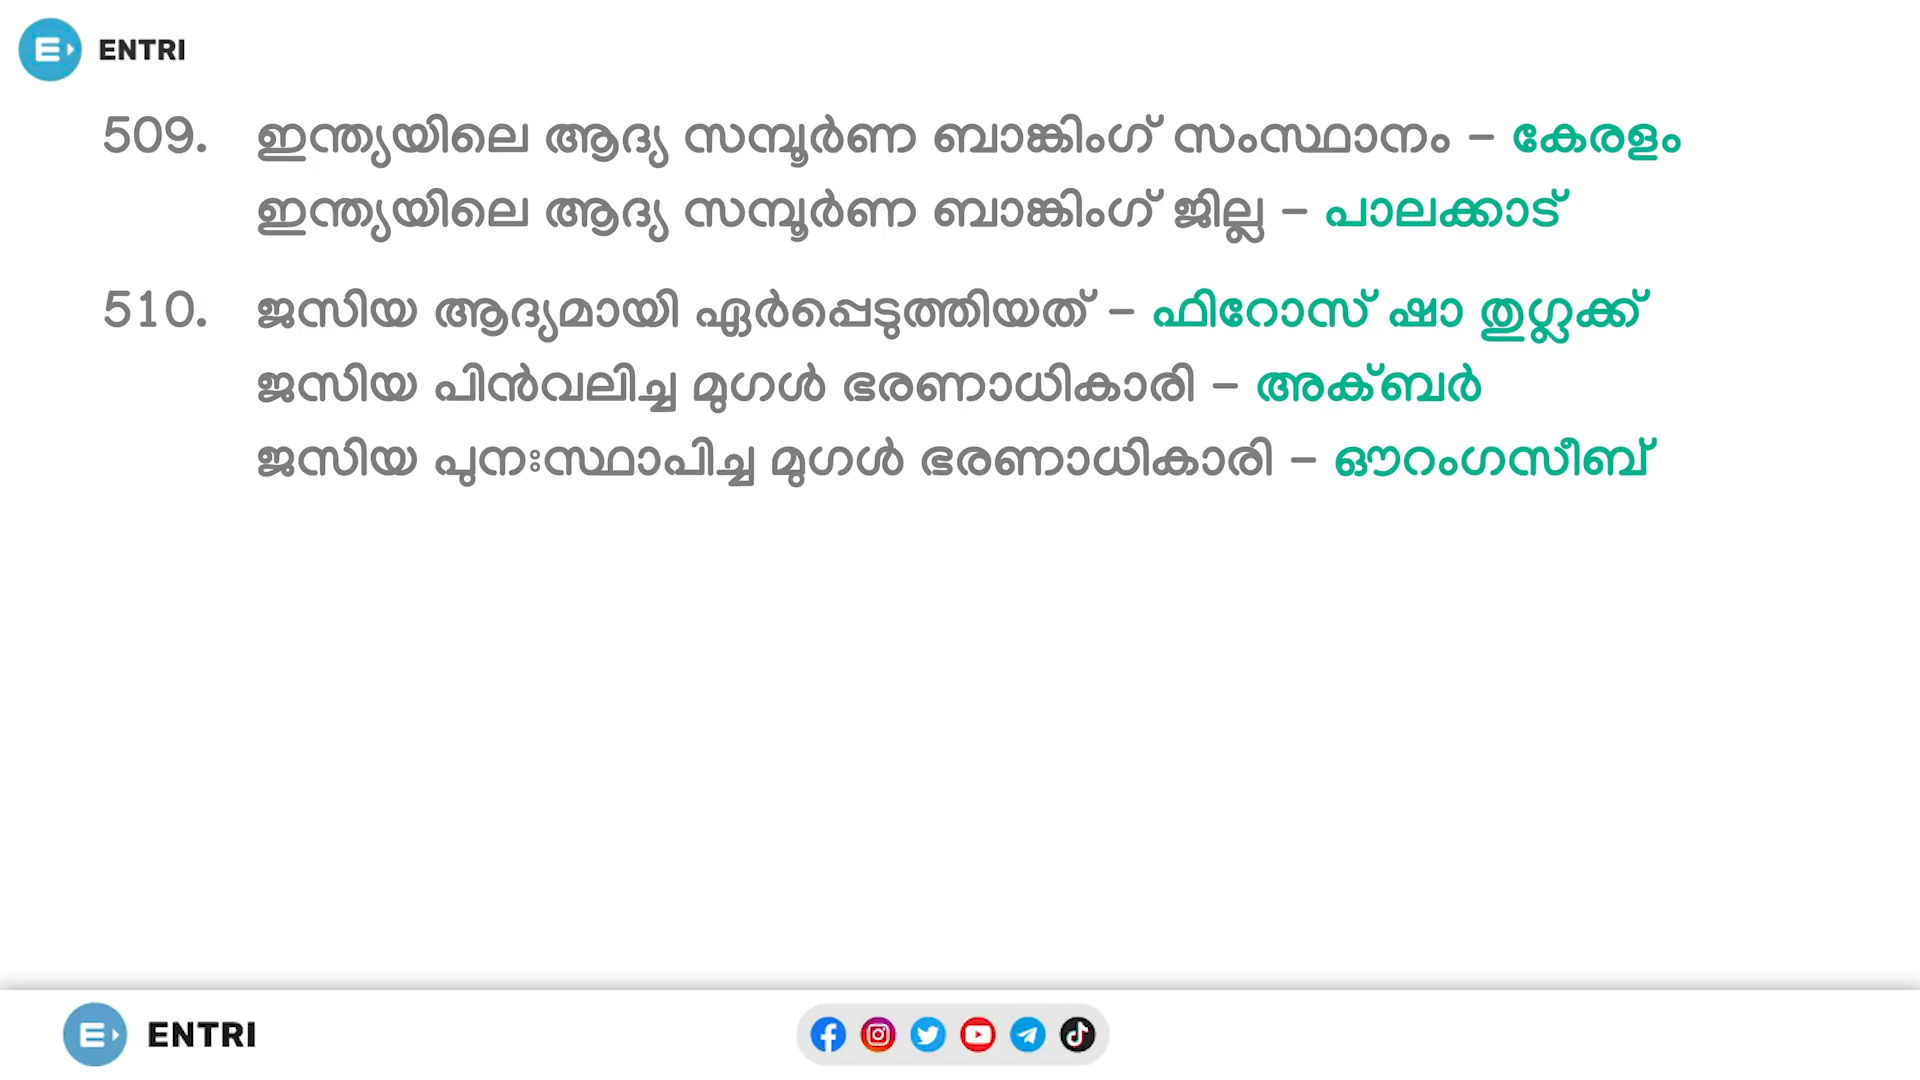 ENTRI
509. ഇന്ത്യയിലെ ആദ്യ സമ്പൂർണ ബാങ്കിംഗ് സംസ്ഥാനം – കേരളം
ഇന്ത്യയിലെ ആദ്യ സമ്പൂർണ ബാങ്കിംഗ് ജില്ല – പാലക്കാട്
510. ജസിയ ആദ്യമായി ഏർപ്പെടുത്തിയത് – ഫിറോസ് ഷാ തുഗ്ലക്ക്
ജസിയ പിൻവലിച്ച മുഗൾ ഭരണാധികാരി – അക്ബർ
ജസിയ പുനഃസ്ഥാപിച്ച മുഗൾ ഭരണാധികാരി – ഔറംഗസീബ്
ENTRI